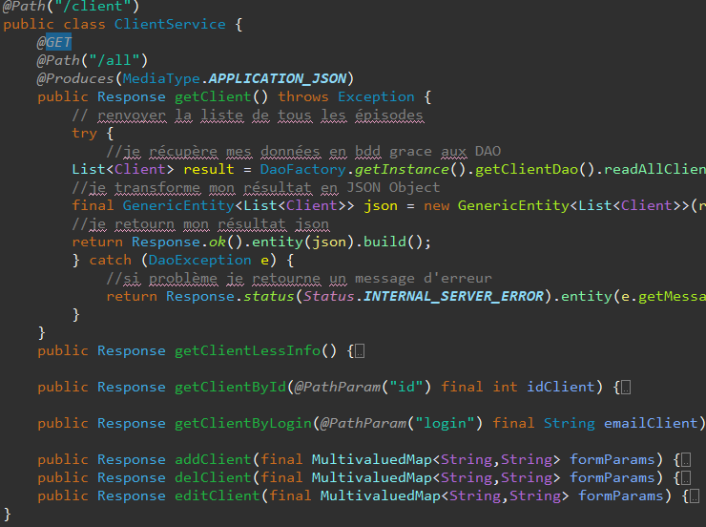 @Path("/client")
public class ClientService {
@GET
@Path("/all")
@Produces(MediaType.APPLICATION_JSON)
public Response getClient() throws Exception {
// renvoyer la liste de tous les épisodes
try {
//je récupère mes données en bdd grace aux DAO
List<Client> result = DaoFactory.getInstance().getClientDao().readAllClien
//je transforme mon résultat en JSON Object
final GenericEntity<List<Client>> json = new GenericEntity<List<Client>>(r
//je retourn mon résultat json
return Response.ok().entity(json).build();
} catch (DaoException e) {
//si problème je retourne un message d'erreur
return Response.status(Status.INTERNAL_SERVER_ERROR).entity(e.getMessa
}
}
public Response getClientLessInfo() {
public Response getClientById(@PathParam("id") final int idClient) {
public Response getClientByLogin(@PathParam("login") final String emailClient)
public Response addClient(final MultivaluedMap<String,String> formParams) {
public Response delClient(final MultivaluedMap<String,String> formParams) {
public Response editClient(final MultivaluedMap<String,String> formParams) {
}